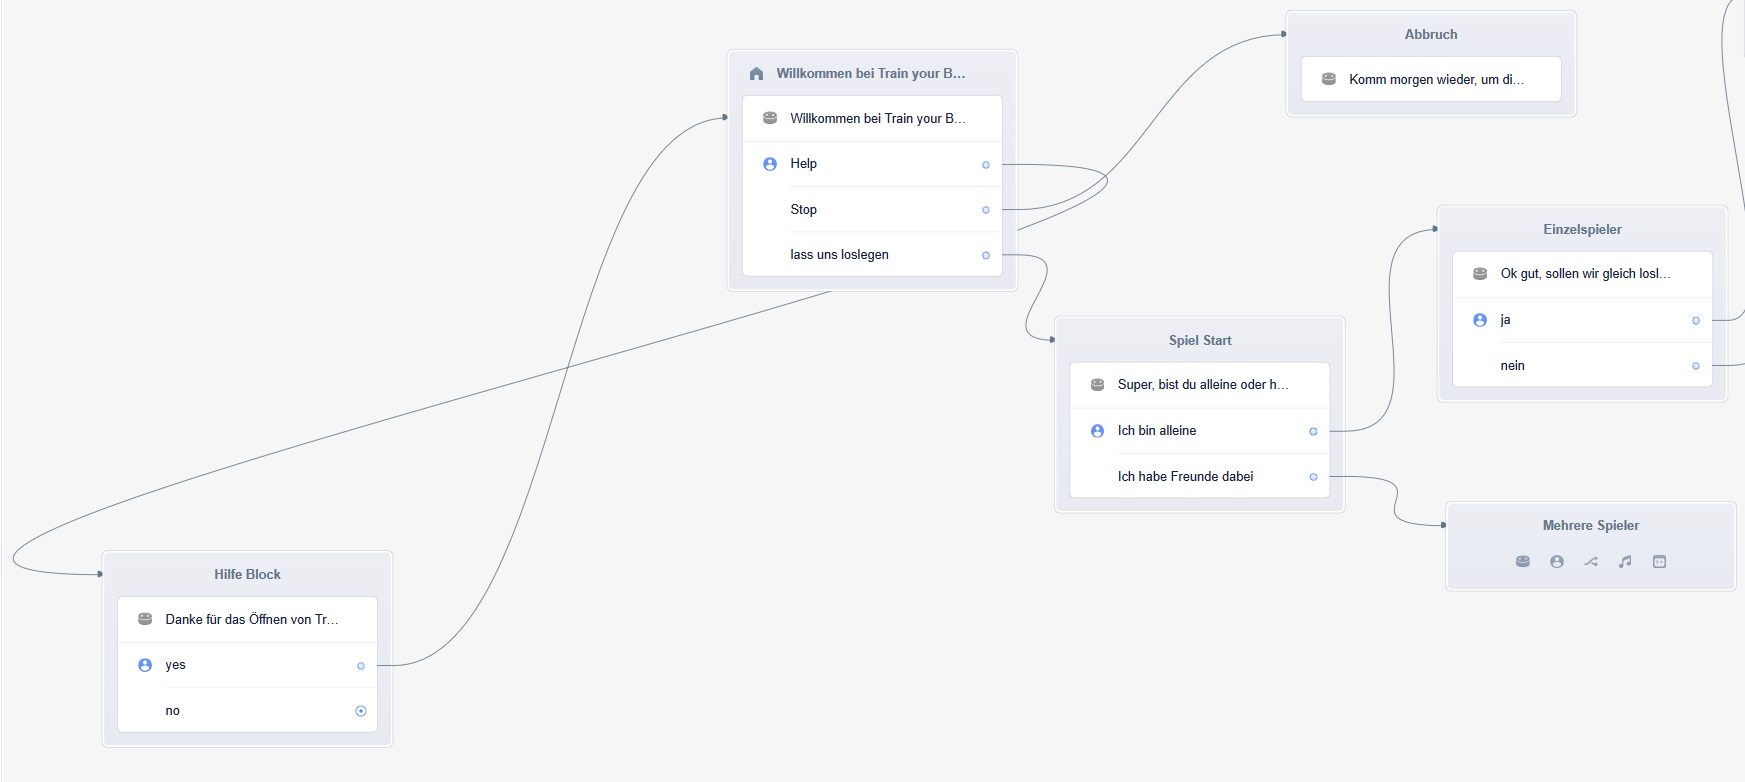 Willkommen bei Train your B...
Willkommen bei Train your B...
Help
Stop
lass uns loslegen
Abbruch
Komm morgen wieder, um di...
Einzelspieler
Ok gut, sollen wir gleich losl...
ja
nein
Spiel Start
Super, bist du alleine oder h...
Ich bin alleine
Ich habe Freunde dabei
Mehrere Spieler
Hilfe Block
Danke für das Öffnen von Tr...
yes
no